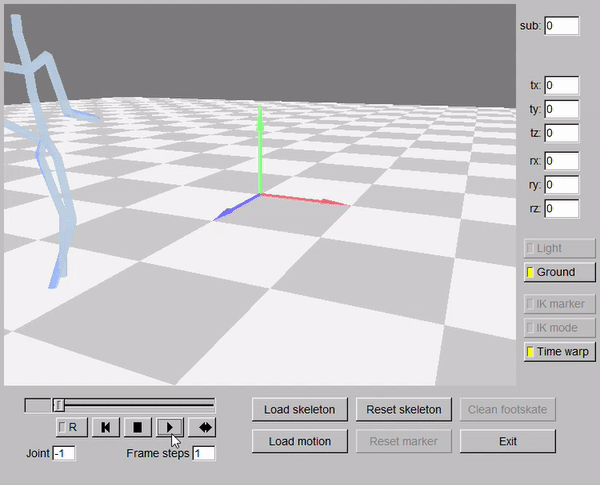 sub: 0
tx: 0
ty: 0
tz: 0
rx: 0
ry: 0
rz: 0
Light
Ground
IK marker
IK mode
Time warp
R
Joint -1 Frame steps 1
Load skeleton Reset skeleton Clean footskate
Load motion Reset marker Exit